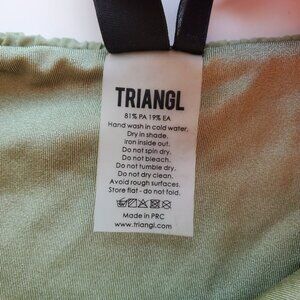 TRIANGL
81% PA 19% EA
Hand wash in cold water.
Dry in shade.
Iron inside out.
Do not spin dry.
Do not bleach.
Do not tumble dry.
Do not dry clean.
Avoid rough surfaces.
Store flat - do not fold.
Made in PRC
www.triangl.com